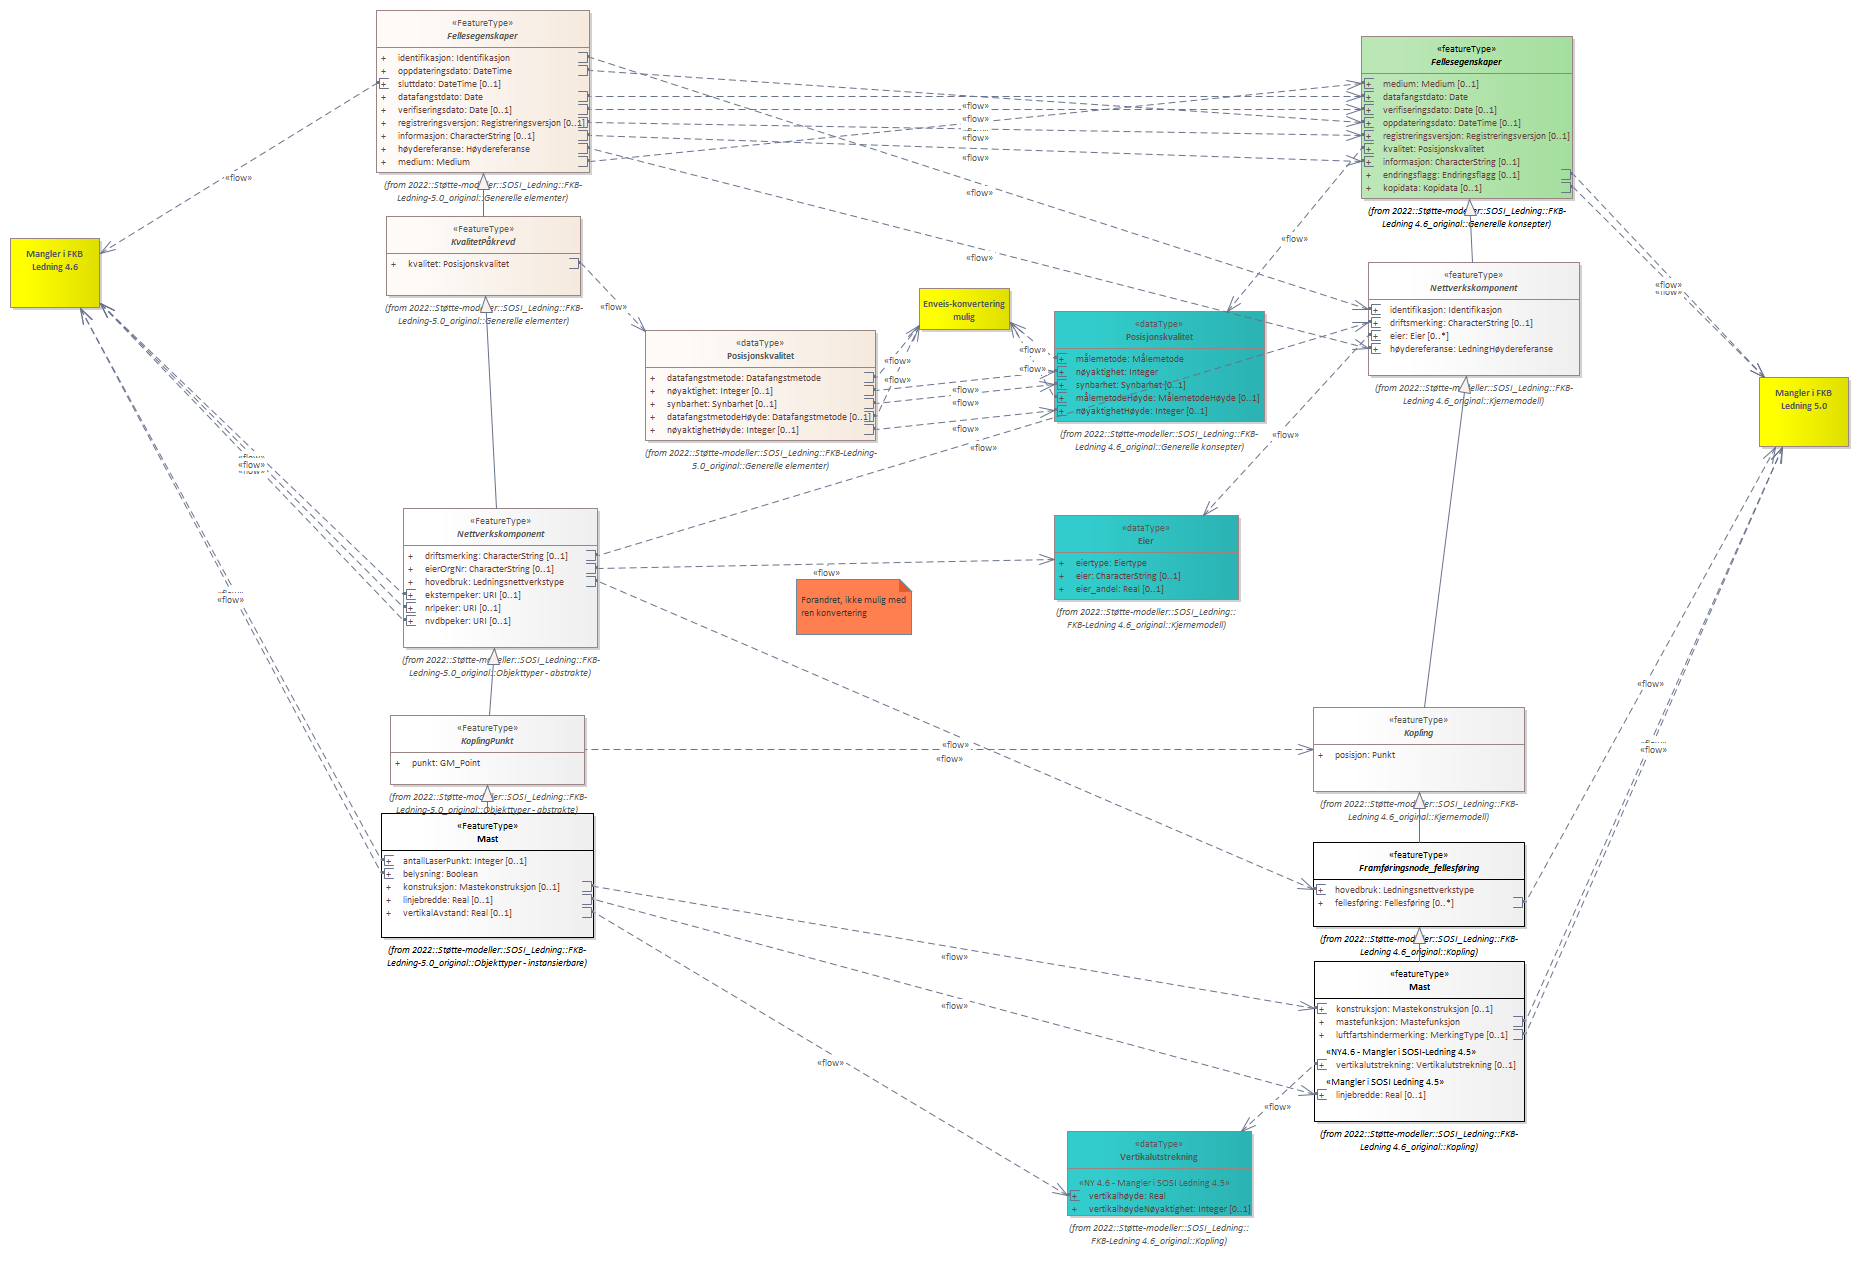 «FeatureType»
Fellesegenskaper
+ identifikasjon: Identifikasjon
+ oppdateringsdato: DateTime
+ sluttdato: DateTime [0..1]
+ datafangstdato: Date
+ verifiseringsdato: Date [0..1]
+ registreringsversjon: Registreringsversjon [0..1]
+ informasjon: CharacterString [0..1]
+ høydereferanse: Høydereferanse
+ medium: Medium
(from 2022::Støtte-modeller::SOSI_Ledning::FKB-
Ledning-5.0_original::Generelle elementer)
«featureType»
Fellesegenskaper
+ medium: Medium [0..1]
+ datafangstdato: Date
+ verifiseringsdato: Date [0..1]
+ oppdateringsdato: DateTime [0..1]
+ registreringsversjon: Registreringsversjon [0..1]
+ kvalitet: Posisjonskvalitet
+ informasjon: CharacterString [0..1]
+ endringsflagg: Endringsflagg [0..1]
+ kopidata: Kopidata [0..1]
(from 2022::Støtte-modeller::SOSI_Ledning::FKB-
Ledning 4.6_original::Generelle konsepter)
«flow»
«flow»
«flow»
«flow»
«flow»
«flow»
«flow»
«FeatureType»
KvalitetPåkrevd
+ kvalitet: Posisjonskvalitet
(from 2022::Støtte-modeller::SOSI_Ledning::FKB-
Ledning-5.0_original::Generelle elementer)
Mangler i FKB
Ledning 4.6
«flow»
«flow»
«flow»
«featureType»
Nettverkskomponent
+ identifikasjon: Identifikasjon
+ driftsmerking: CharacterString [0..1]
+ eier: Eier [0..*]
+ høydereferanse: LedningHøydereferanse
(from 2022::Støtte-modeller::SOSI_Ledning::FKB-
Ledning 4.6_original::Kjernemodell)
«flow»
«flow»
Enveis-konvertering
mulig
«dataType»
Posisjonskvalitet
+ datafangstmetode: Datafangstmetode
+ nøyaktighet: Integer [0..1]
+ synbarhet: Synbarhet [0..1]
+ datafangstmetodeHøyde: Datafangstmetode [0..1]
+ nøyaktighetHøyde: Integer [0..1]
(from 2022::Støtte-modeller::SOSI_Ledning::FKB-Ledning-
5.0_original::Generelle elementer)
«dataType»
Posisjonskvalitet
+ målemetode: Målemetode
+ nøyaktighet: Integer
+ synbarhet: Synbarhet [0..1]
+ målemetodeHøyde: MålemetodeHøyde [0..1]
+ nøyaktighetHøyde: Integer [0..1]
(from 2022::Støtte-modeller::SOSI_Ledning::FKB-
Ledning 4.6_original::Generelle konsepter)
«flow»
«flow»
«flow»
«flow»
«flow»
«flow»
«flow»
«flow»
«flow»
Mangler i FKB
Ledning 5.0
«flow»
«flow»
«flow»
«FeatureType»
Nettverkskomponent
+ driftsmerking: CharacterString [0..1]
+ eierOrgNr: CharacterString [0..1]
+ hovedbruk: Ledningsnettverkstype
+ eksternpeker: URI [0..1]
+ nrlpeker: URI [0..1]
+ nvdbpeker: URI [0..1]
(from 2022::Støtte-modeller::SOSI_Ledning::FKB-
Ledning-5.0_original::Objekttyper - abstrakte)
«dataType»
Eier
+ eiertype: Eiertype
+ eier: CharacterString [0..1]
+ eier_andel: Real [0..1]
(from 2022::Støtte-modeller::SOSI_Ledning::
FKB-Ledning 4.6_original::Kjernemodell)
«flow»
Forandret, ikke mulig med
ren konvertering
«flow»
«flow»
«FeatureType»
KoplingPunkt
+ punkt: GM_Point
(from 2022::Støtte-modeller::SOSI_Ledning::FKB-
Ledning-5.0_original::Objekttyper - abstrakte)
«flow»
«flow»
«featureType»
Kopling
+ posisjon: Punkt
(from 2022::Støtte-modeller::SOSI_Ledning::FKB-
Ledning 4.6_original::Kjernemodell)
«flow»
«flow»
«flow»
«FeatureType»
Mast
+ antallLaserPunkt: Integer [0..1]
+ belysning: Boolean
+ konstruksjon: Mastekonstruksjon [0..1]
+ linjebredde: Real [0..1]
+ vertikalAvstand: Real [0..1]
(from 2022::Støtte-modeller::SOSI_Ledning::FKB-
Ledning-5.0_original::Objekttyper - instansierbare)
«featureType»
Framføringsnode_fellesføring
+ hovedbruk: Ledningsnettverkstype
+ fellesføring: Fellesføring [0..*]
(from 2022::Støtte-modeller::SOSI_Ledning::FKB-
Ledning 4.6_original::Kopling)
«flow»
«flow»
«flow»
«featureType»
Mast
+ konstruksjon: Mastekonstruksjon [0..1]
+ mastefunksjon: Mastefunksjon
+ luftfartshindermerking: MerkingType [0..1]
«NY4.6 - Mangler i SOSI-Ledning 4.5»
+ vertikalutstrekning: Vertikalutstrekning [0..1]
«Mangler i SOSI Ledning 4.5»
+ linjebredde: Real [0..1]
(from 2022::Støtte-modeller::SOSI_Ledning::FKB-
Ledning 4.6_original::Kopling)
«flow»
«dataType»
Vertikalutstrekning
«NY 4.6 - Mangler i SOSI Ledning 4.5»
+ vertikalhøyde: Real
+ vertikalhøydeNøyaktighet: Integer [0..1]
(from 2022::Støtte-modeller::SOSI_Ledning::
FKB-Ledning 4.6_original::Kopling)